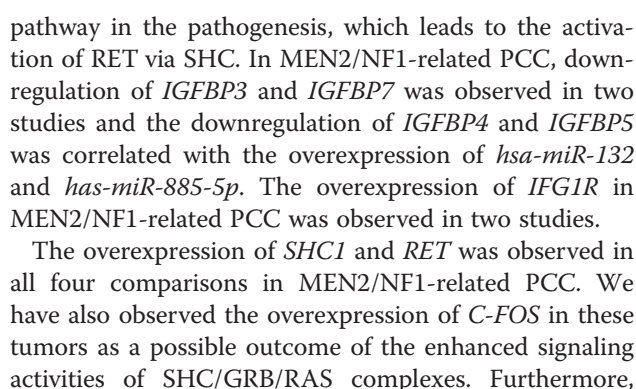 pathway in the pathogenesis, which leads to the activa-
tion of RET via SHC. In MEN2/NF1-related PCC, down-
regulation of IGFBP3 and IGFBP7 was observed in two
studies and the downregulation of IGFBP4 and IGFBP5
was correlated with the overexpression of hsa-miR-132
and has-miR-885-5p. The overexpression of IFG1R in
MEN2/NF1-related PCC was observed in two studies.
The overexpression of SHC1 and RET was observed in
all four comparisons in MEN2/NF1-related PCC. We
have also observed the overexpression of C-FOS in these
tumors as a possible outcome of the enhanced signaling
activities of SHC/GRB/RAS complexes. Furthermore,